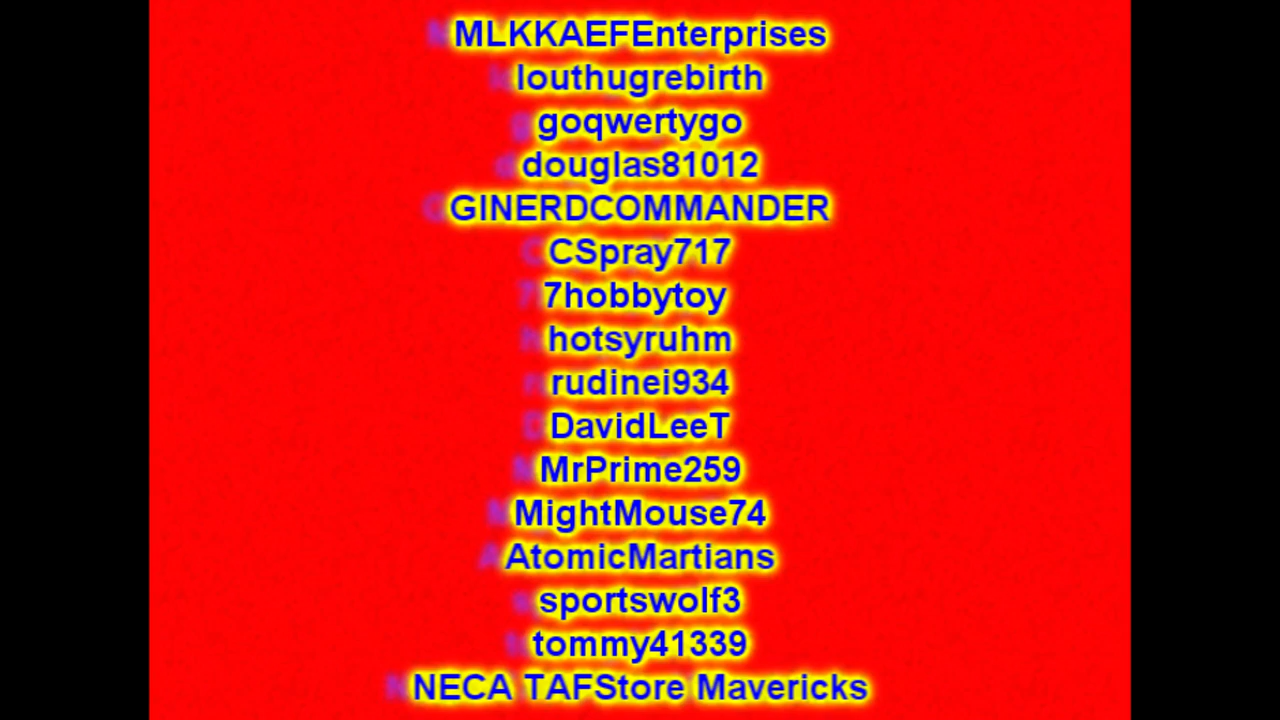 MLKKAEFEnterprises
louthugrebirth
goqwertygo
douglas81012
GINERDCOMMANDER
CSpray717
7hobbytoy
hotsyruhm
rudinei934
DavidLeeT
MrPrime259
MightMouse74
AtomicMartians
sportswolf3
tommy41339
NECA TAFStore Mavericks